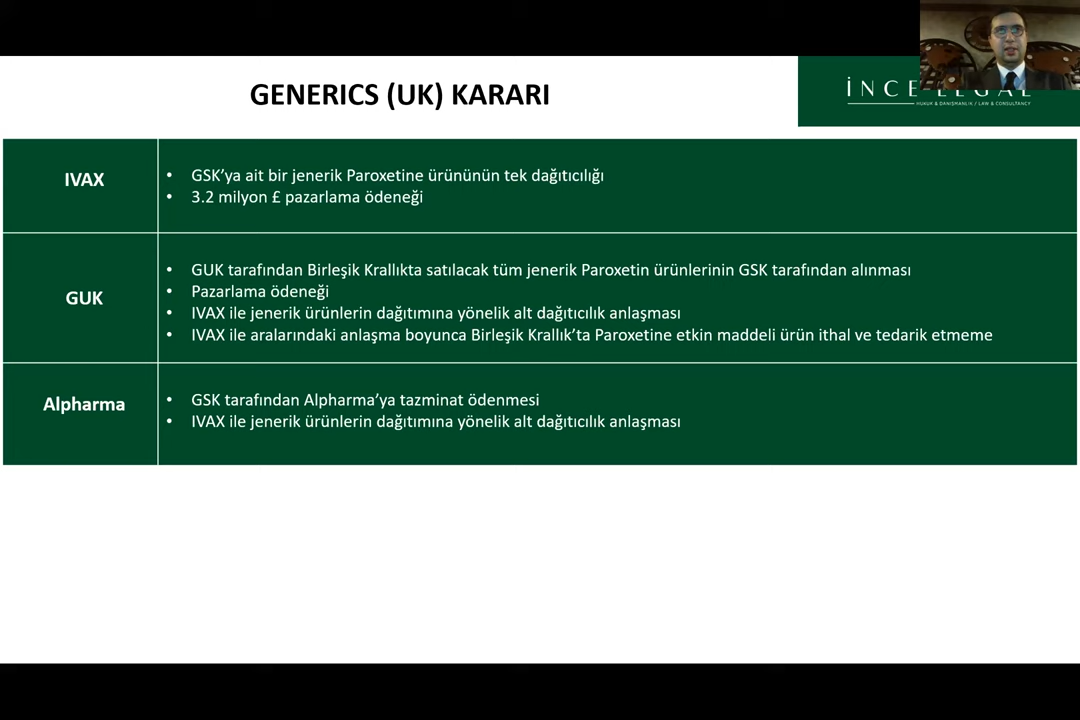 GENERICS (UK) KARARI
İNCE LEGAL
HUKUK & DANIŞMANLIK / LAW & CONSULTANCY
IVAX
• GSK’ya ait bir jenerik Paroxetine ürününün tek dağıtıcılığı
• 3.2 milyon £ pazarlama ödeneği
GUK
• GUK tarafından Birleşik Krallıkta satılacak tüm jenerik Paroxetin ürünlerinin GSK tarafından alınması
• Pazarlama ödeneği
• IVAX ile jenerik ürünlerin dağıtımına yönelik alt dağıtıcılık anlaşması
• IVAX ile aralarındaki anlaşma boyunca Birleşik Krallık’ta Paroxetine etkin maddeli ürün ithal ve tedarik etmeme
Alpharma
• GSK tarafından Alpharma’ya tazminat ödenmesi
• IVAX ile jenerik ürünlerin dağıtımına yönelik alt dağıtıcılık anlaşması